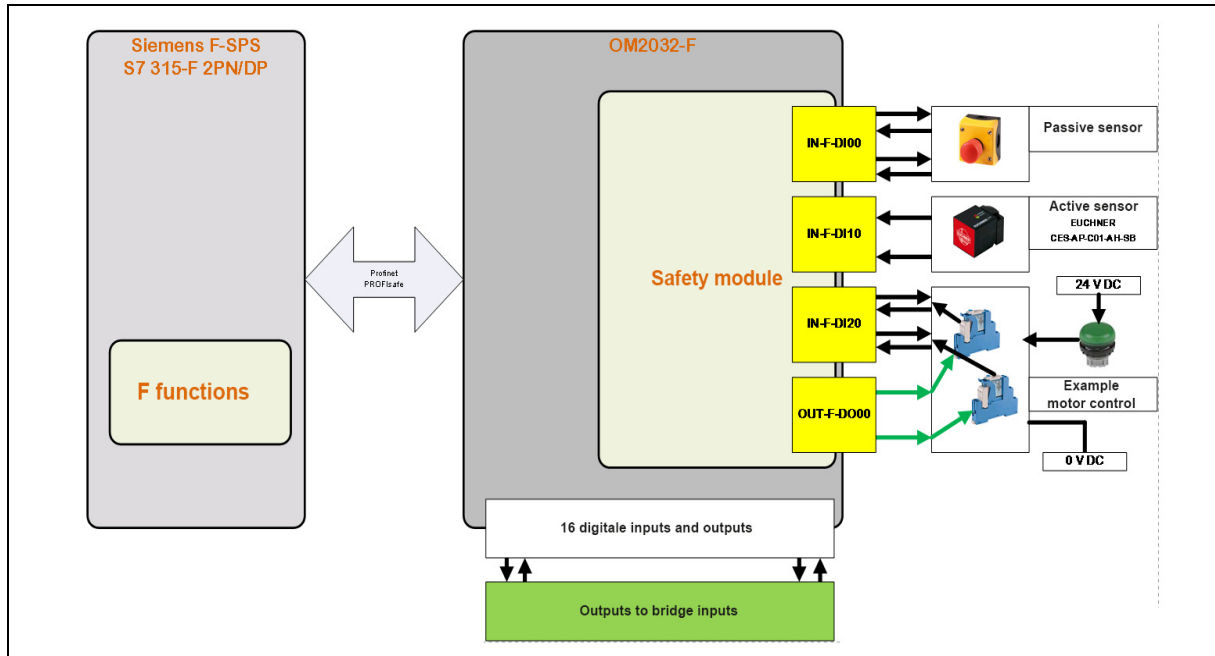 Siemens F-SPS
S7 315-F 2PN/DP
OM2032-F
IN-F-DI00
Passive sensor
IN-F-DI10
Active sensor
EUCHNER
CES-AP-C01-AH-SB
Profinet
PROFIsafe
Safety module
24 V DC
IN-F-DI20
F functions
OUT-F-DO00
Example
motor control
0 V DC
16 digitale inputs and outputs
Outputs to bridge inputs